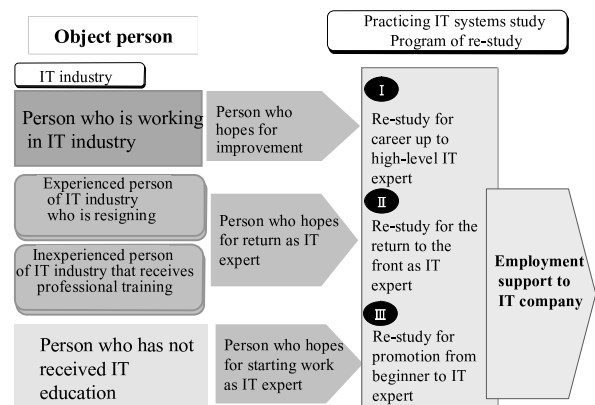 Object person
Practicing IT systems study
Program of re-study
IT industry
Person who is working
in IT industry
Person who
hopes for
improvement
I
Re-study for
career up to
high-level IT
expert
Experienced person
of IT industry
who is resigning
Inexperienced person
of IT industry that receives
professional training
Person who hopes
for return as IT
expert
II
Re-study for the
return to the
front as IT
expert
Person who has not
received IT
education
Person who hopes
for starting work
as IT expert
III
Re-study for
promotion from
beginner to IT
expert
Employment
support to
IT company